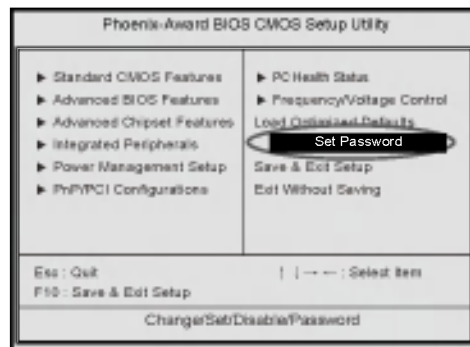 Phoenix-Award BIOS CMOS Setup Utility
▶ Standard CMOS Features
▶ Advanced BIOS Features
▶ Advanced Chipset Features
▶ Integrated Peripherals
▶ Power Management Setup
▶ PnP/PCI Configurations
▶ PC Health Status
▶ Frequency/Voltage Control
Load Optimized Defaults
Set Password
Save & Exit Setup
Exit Without Saving
Esc : Quit
F10 : Save & Exit Setup
↑ ↓ → ← : Select Item
Change/Set/Disable/Password